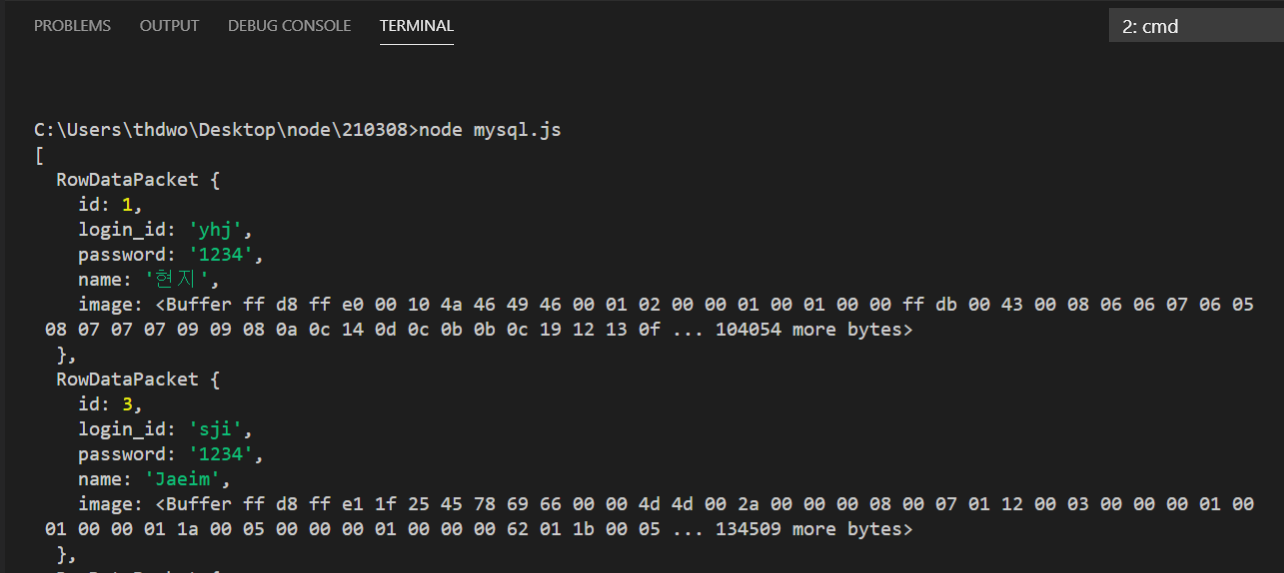 PROBLEMS OUTPUT DEBUG CONSOLE TERMINAL 2: cmd
C:\Users\thdwo\Desktop\node\210308>node mysql.js
[
RowDataPacket {
id: 1,
login_id: 'yhj',
password: '1234',
name: '현지',
image: <Buffer ff d8 ff e0 00 10 4a 46 49 46 00 01 02 00 00 01 00 01 00 00 ff db 00 43 00 08 06 06 07 06 05
08 07 07 07 09 09 08 0a 0c 14 0d 0c 0b 0b 0c 19 12 13 0f ... 104054 more bytes>
},
RowDataPacket {
id: 3,
login_id: 'sji',
password: '1234',
name: 'Jaeim',
image: <Buffer ff d8 ff e1 1f 25 45 78 69 66 00 00 4d 4d 00 2a 00 00 00 08 00 07 01 12 00 03 00 00 00 01 00
01 00 00 01 1a 00 05 00 00 00 01 00 00 00 62 01 1b 00 05 ... 134509 more bytes>
},